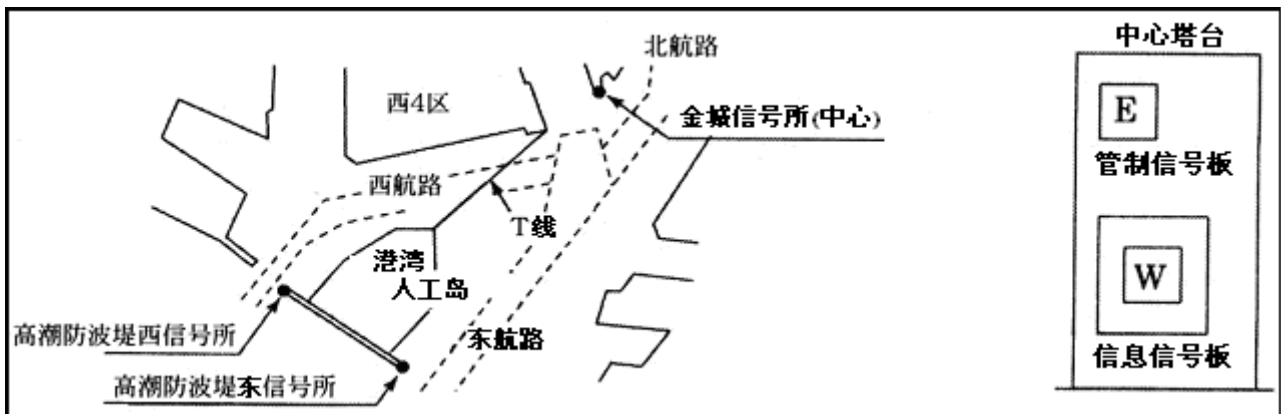 北航路
西4区
金城信号所(中心)
西航路
T线
港湾
人工岛
高潮防波堤西信号所
东航路
高潮防波堤东信号所
中心塔台
E
管制信号板
W
信息信号板